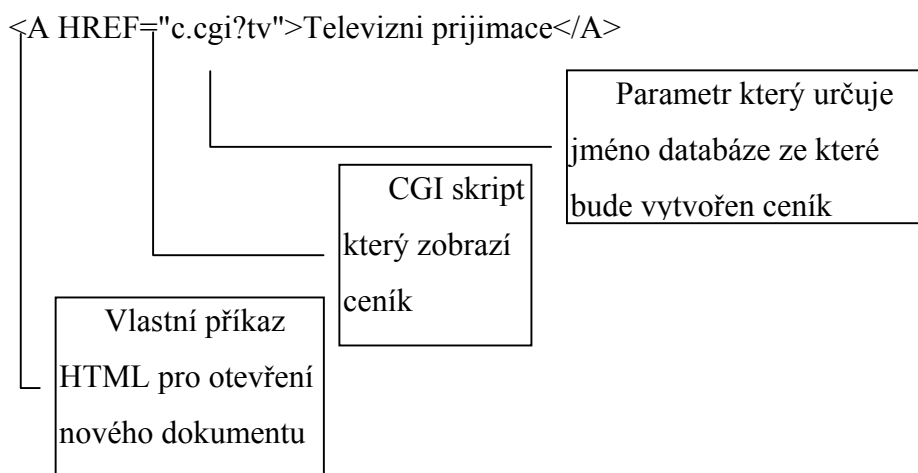 <A HREF="c.cgi?tv">Televizni prijimace</A>
Parametr který určuje
jméno databáze ze které
bude vytvořen ceník
CGI skript
který zobrazí
ceník
Vlastní příkaz
HTML pro otevření
nového dokumentu